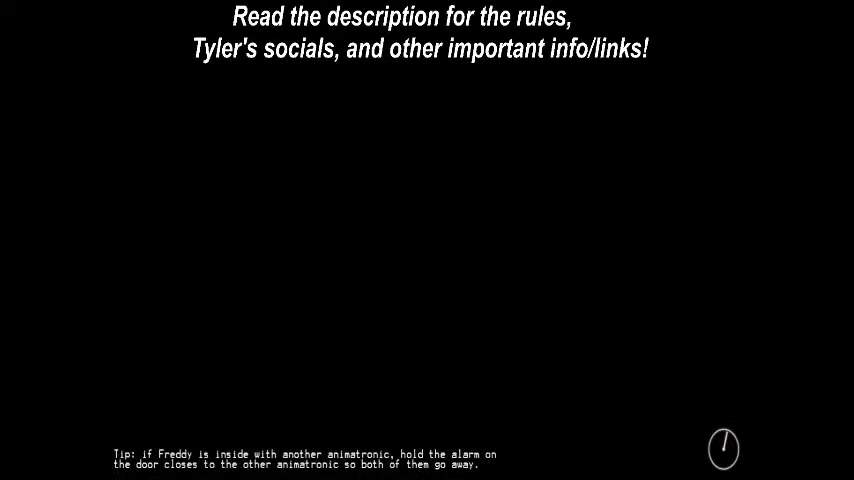 Read the description for the rules,
Tyler's socials, and other important info/links!
Tip: if Freddy is inside with another animatronic, hold the alarm on
the door closes to the other animatronic so both of them go away.